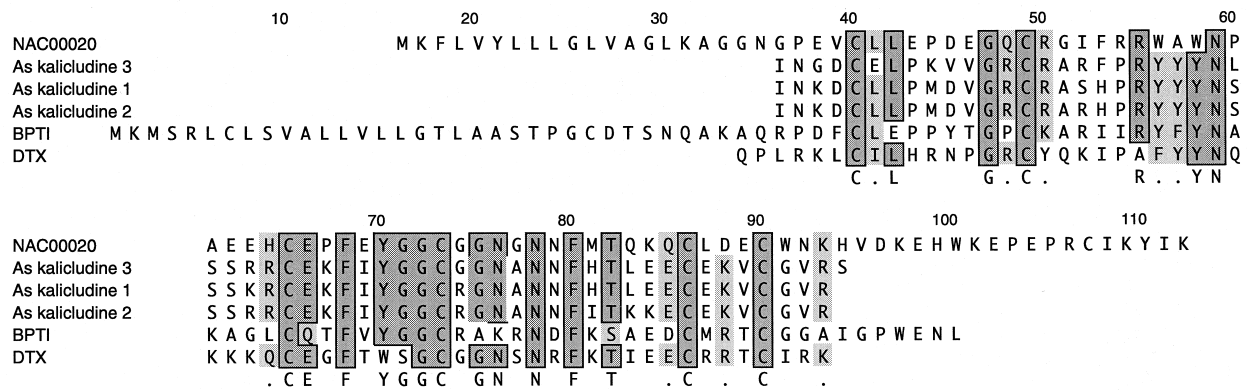 10 20 30 40 50 60
NAC00020 M K F L V Y L L L G L V A G L K A G G N G P E V C L L E P D E G Q C R G I F R R W A W N P
As kalicludine 3 I N G D C E L P K V V G R C R A R F P R Y Y Y N L
As kalicludine 1 I N K D C L L P M D V G R C R A S H P R Y Y Y N S
As kalicludine 2 I N K D C L L P M D V G R C R A R H P R Y Y Y N S
BPTI M K M S R L C L S V A L L V L L G T L A A S T P G C D T S N Q A K A Q R P D F C L E P P Y T G P C K A R I I R Y F Y N A
DTX Q P L R K L C I L H R N P G R C Y Q K I P A F Y Y N Q
C . L G . C . R . . Y N
70 80 90 100 110
NAC00020 A E E H C E P F E Y G G C G G N G N N F M T Q K Q C L D E C W N K H V D K E H W K E P E P R C I K Y I K
As kalicludine 3 S S R R C E K F I Y G G C G G N A N N F H T L E E C E K V C G V R S
As kalicludine 1 S S K R C E K F I Y G G C R G N A N N F H T L E E C E K V C G V R
As kalicludine 2 S S R R C E K F I Y G G C R G N A N N F I T K K E C E K V C G V R
BPTI K A G L C Q T F V Y G G C R A K R N D F K S A E D C M R T C G G A I G P W E N L
DTX K K K Q C E G F T W S G C G G N S N R F K T I E E C R R T C I R K
. C E F Y G G C G N N F T . C . C .